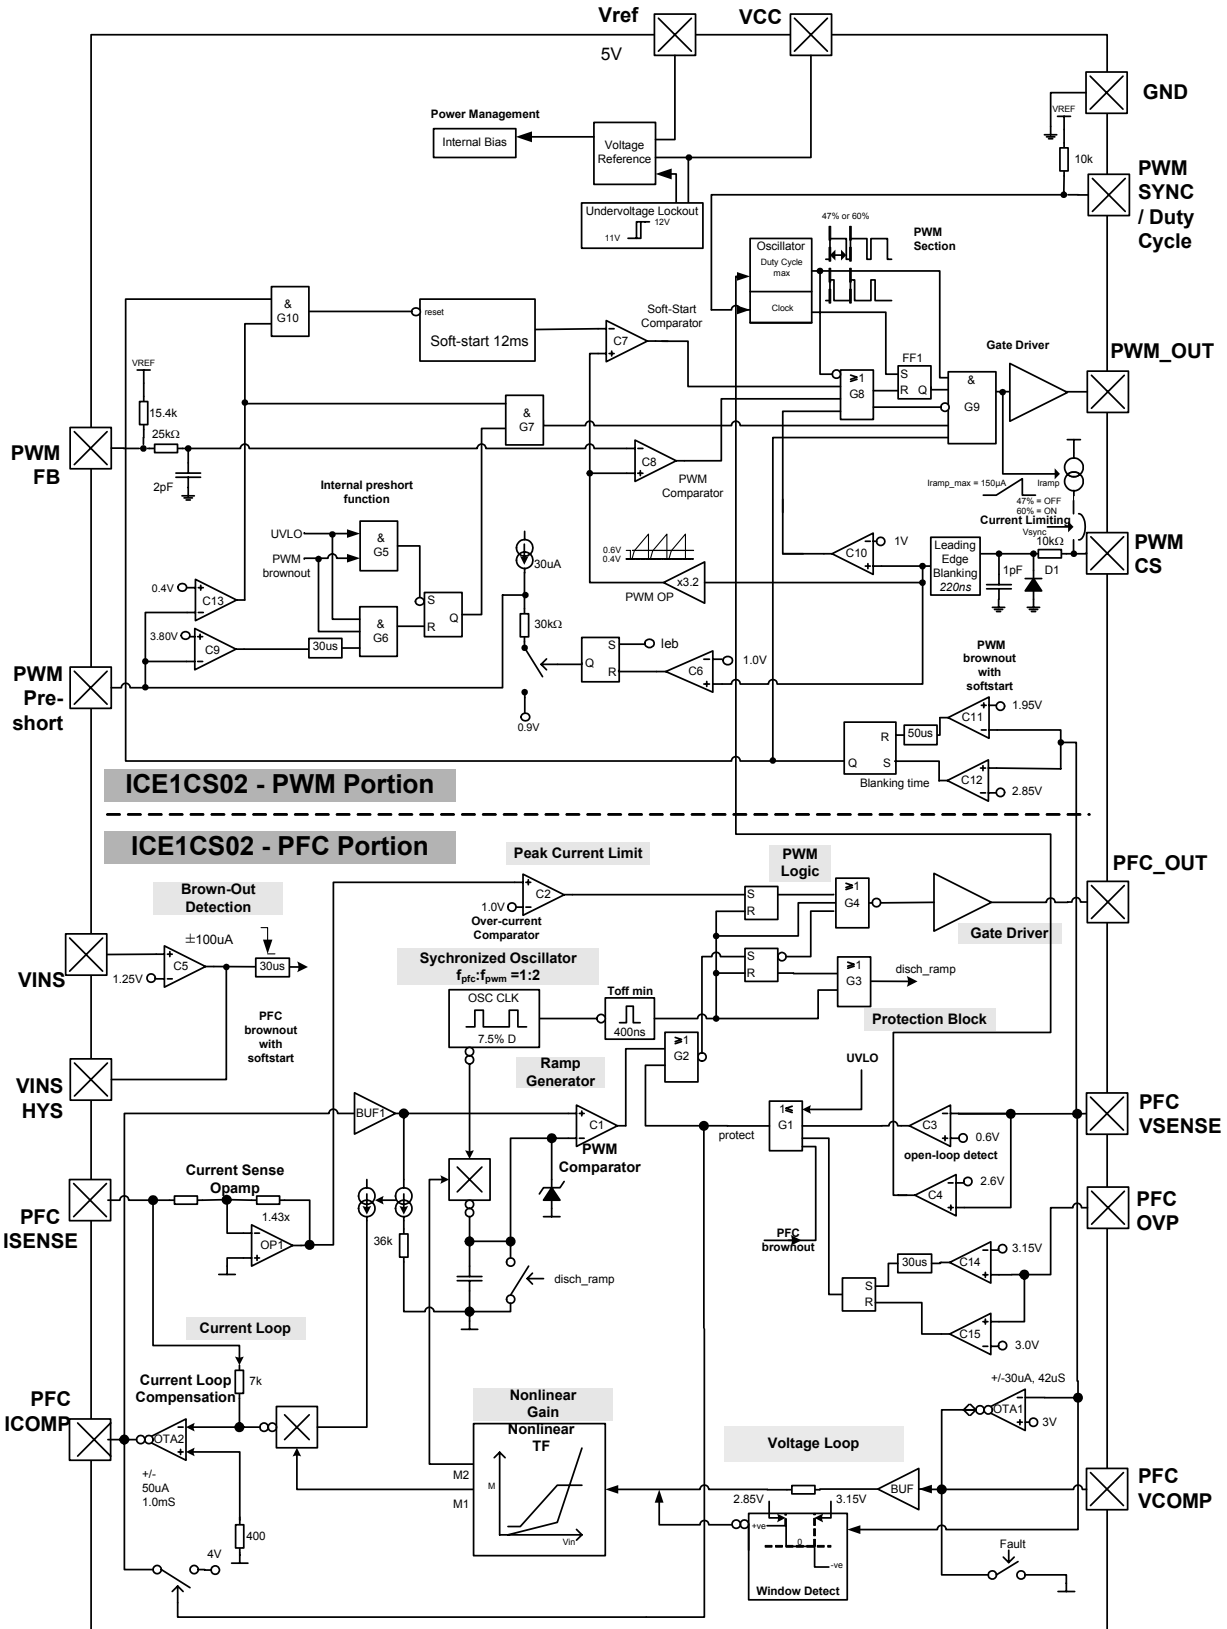 Vref
VCC
5V
GND
VREF
Power Management
Internal Bias
Voltage
Reference
10k
PWM
SYNC
/ Duty
Cycle
Undervoltage Lockout
12V
11V
47% or 60%
PWM
Section
Oscillator
Duty Cycle
max
Clock
&
G10
reset
Soft-start 12ms
Soft-Start
Comparator
C7
Gate Driver
PWM_OUT
VREF
FF1
S
R
Q
≥1
G8
&
G9
15.4k
25kΩ
&
G7
PWM
FB
2pF
C8
PWM
Comparator
Internal preshort
function
Iramp_max = 150µA
Iramp
47% = OFF
60% = ON
Current Limiting
Vsync
10kΩ
UVLO
PWM
brownout
&
G5
30uA
0.6V
0.4V
1V
C10
Leading
Edge
Blanking
220ns
1pF
D1
PWM
CS
0.4V
C13
x3.2
PWM OP
S
R
Q
3.80V
C9
30us
&
G6
30kΩ
S
Q
R
leb
1.0V
C6
PWM
brownout
with
softstart
PWM
Pre-
short
0.9V
1.95V
C11
50us
R
Q
S
Blanking time
C12
2.85V
ICE1CS02 - PWM Portion
ICE1CS02 - PFC Portion
Peak Current Limit
PWM
Logic
PFC_OUT
Brown-Out
Detection
C2
1.0V
Over-current
Comparator
S
R
≥1
G4
Gate Driver
±100uA
VINS
1.25V
C5
30us
Sychronized Oscillator
fpfc:fpwm =1:2
S
R
≥1
G3
disch_ramp
OSC CLK
7.5% D
Toff min
400ns
PFC
brownout
with
softstart
Protection Block
≥1
G2
Ramp
Generator
UVLO
VINS
HYS
BUF1
C1
PWM
Comparator
protect
1≤
G1
C3
0.6V
open-loop detect
PFC
VSENSE
Current Sense
Opamp
1.43x
OP1
2.6V
C4
PFC
ISENSE
PFC
OVP
36k
PFC
brownout
3.15V
C14
30us
disch_ramp
S
R
C15
3.0V
Current Loop
Current Loop
Compensation
7k
PFC
ICOMP
OTA2
+/-
50uA
1.0mS
Nonlinear
Gain
Nonlinear
TF
M
Vin
M2
M1
+/-30uA, 42uS
OTA1
3V
Voltage Loop
BUF
PFC
VCOMP
2.85V
3.15V
+ve
0
-ve
Window Detect
Fault
400
4V